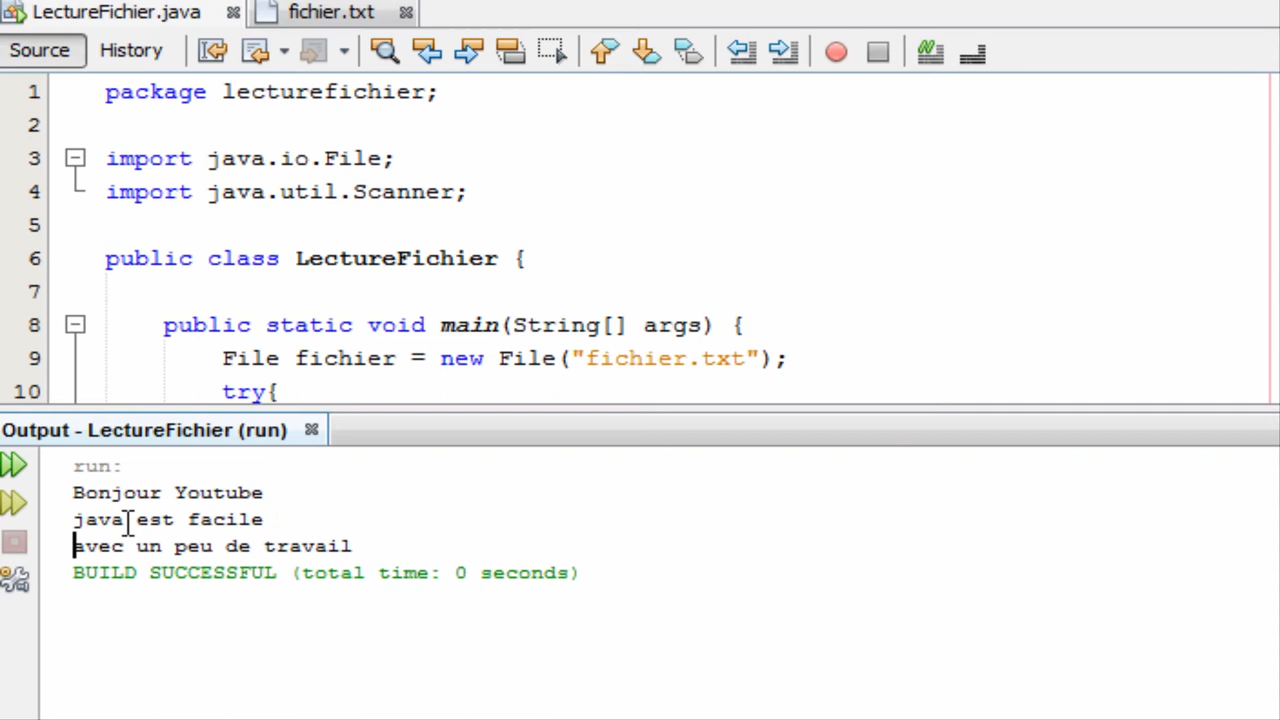 LectureFichier.java fichier.txt
Source History
1 package lecturefichier;
2
3 import java.io.File;
4 import java.util.Scanner;
5
6 public class LectureFichier {
7
8 public static void main(String[] args) {
9 File fichier = new File("fichier.txt");
10 try{
Output - LectureFichier (run)
run:
Bonjour Youtube
java est facile
avec un peu de travail
BUILD SUCCESSFUL (total time: 0 seconds)